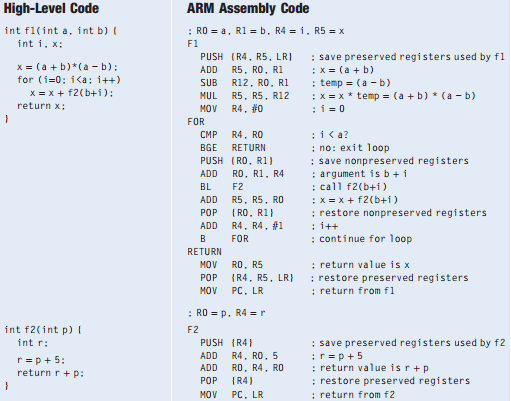 High-Level Code
int f1(int a, int b) {
int i, x;
x = (a + b)*(a − b);
for (i=0; i<a; i++)
x = x + f2(b+i);
return x;
}
int f2(int p) {
int r;
r = p + 5;
return r + p;
}
ARM Assembly Code
; R0 = a, R1 = b, R4 = i, R5 = x
F1
PUSH {R4, R5, LR} ; save preserved registers used by f1
ADD R5, R0, R1 ; x = (a + b)
SUB R12, R0, R1 ; temp = (a − b)
MUL R5, R5, R12 ; x = x * temp = (a + b) * (a − b)
MOV R4, #0 ; i = 0
FOR
CMP R4, R0 ; i < a?
BGE RETURN ; no: exit loop
PUSH {R0, R1} ; save nonpreserved registers
ADD R0, R1, R4 ; argument is b + i
BL F2 ; call f2(b+i)
ADD R5, R5, R0 ; x = x + f2(b+i)
POP {R0, R1} ; restore nonpreserved registers
ADD R4, R4, #1 ; i++
B FOR ; continue for loop
RETURN
MOV R0, R5 ; return value is x
POP {R4, R5, LR} ; restore preserved registers
MOV PC, LR ; return from f1
; R0 = p, R4 = r
F2
PUSH {R4} ; save preserved registers used by f2
ADD R4, R0, 5 ; r = p + 5
ADD R0, R4, R0 ; return value is r + p
POP {R4} ; restore preserved registers
MOV PC, LR ; return from f2